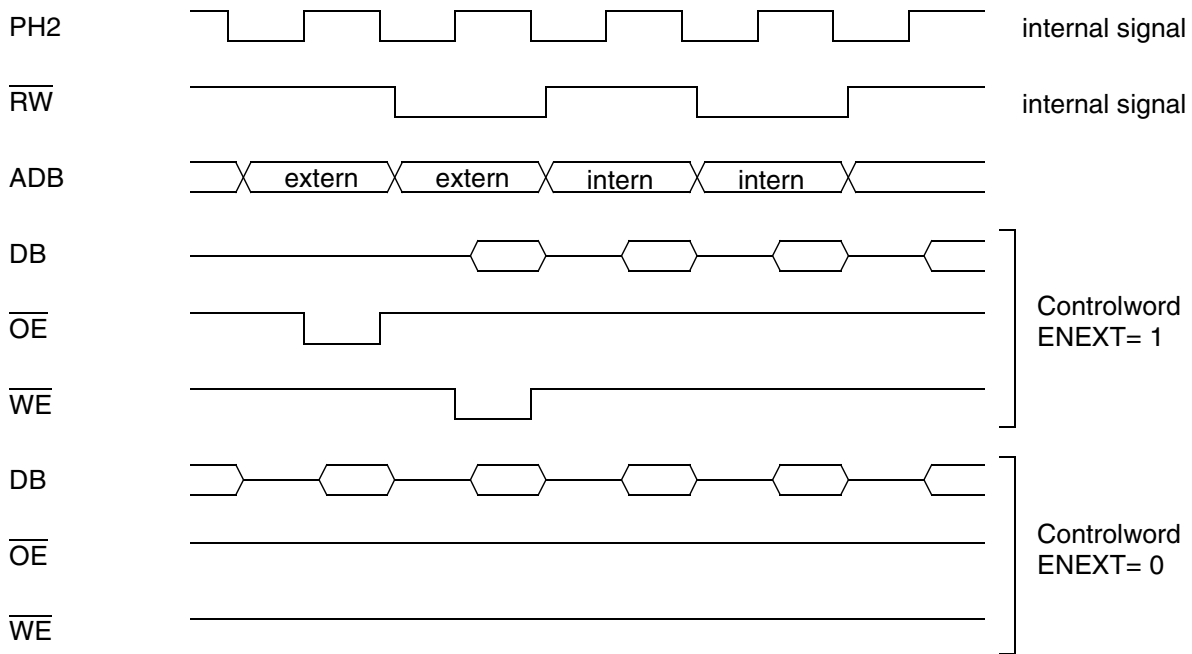 PH2
internal signal
RW
internal signal
ADB
extern extern intern intern
DB
OE
Controlword
ENEXT= 1
WE
DB
OE
Controlword
ENEXT= 0
WE